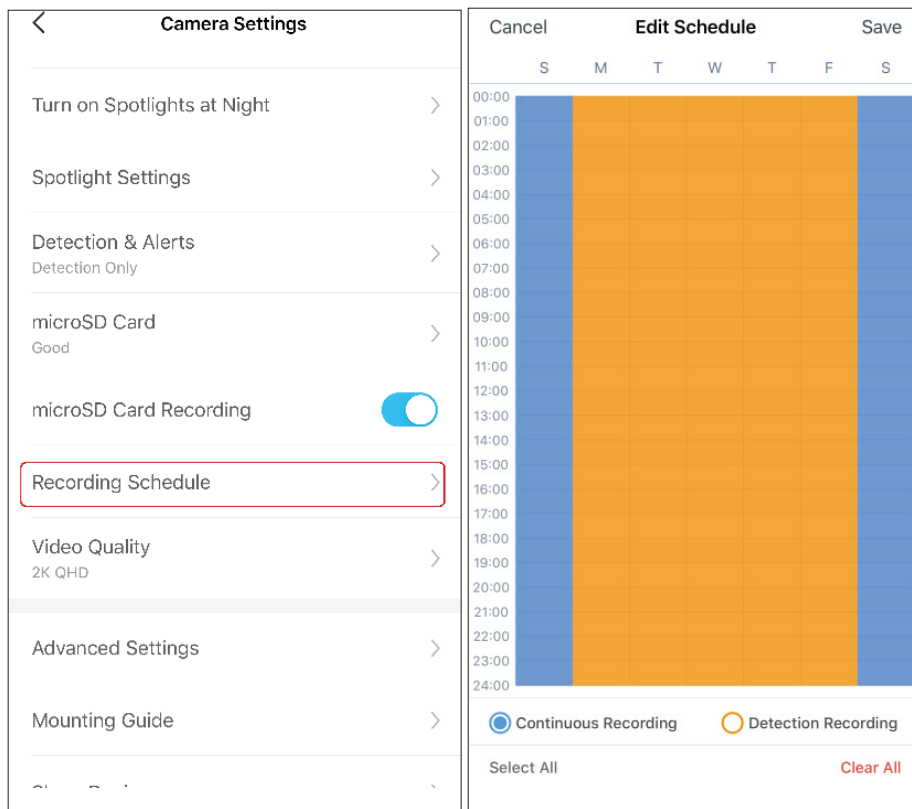 Camera Settings
Turn on Spotlights at Night
Spotlight Settings
Detection & Alerts
Detection Only
microSD Card
Good
microSD Card Recording
Recording Schedule
Video Quality
2K QHD
Advanced Settings
Mounting Guide
Cancel Edit Schedule Save
S M T W T F S
00:00
01:00
02:00
03:00
04:00
05:00
06:00
07:00
08:00
09:00
10:00
11:00
12:00
13:00
14:00
15:00
16:00
17:00
18:00
19:00
20:00
21:00
22:00
23:00
24:00
Continuous Recording Detection Recording
Select All Clear All